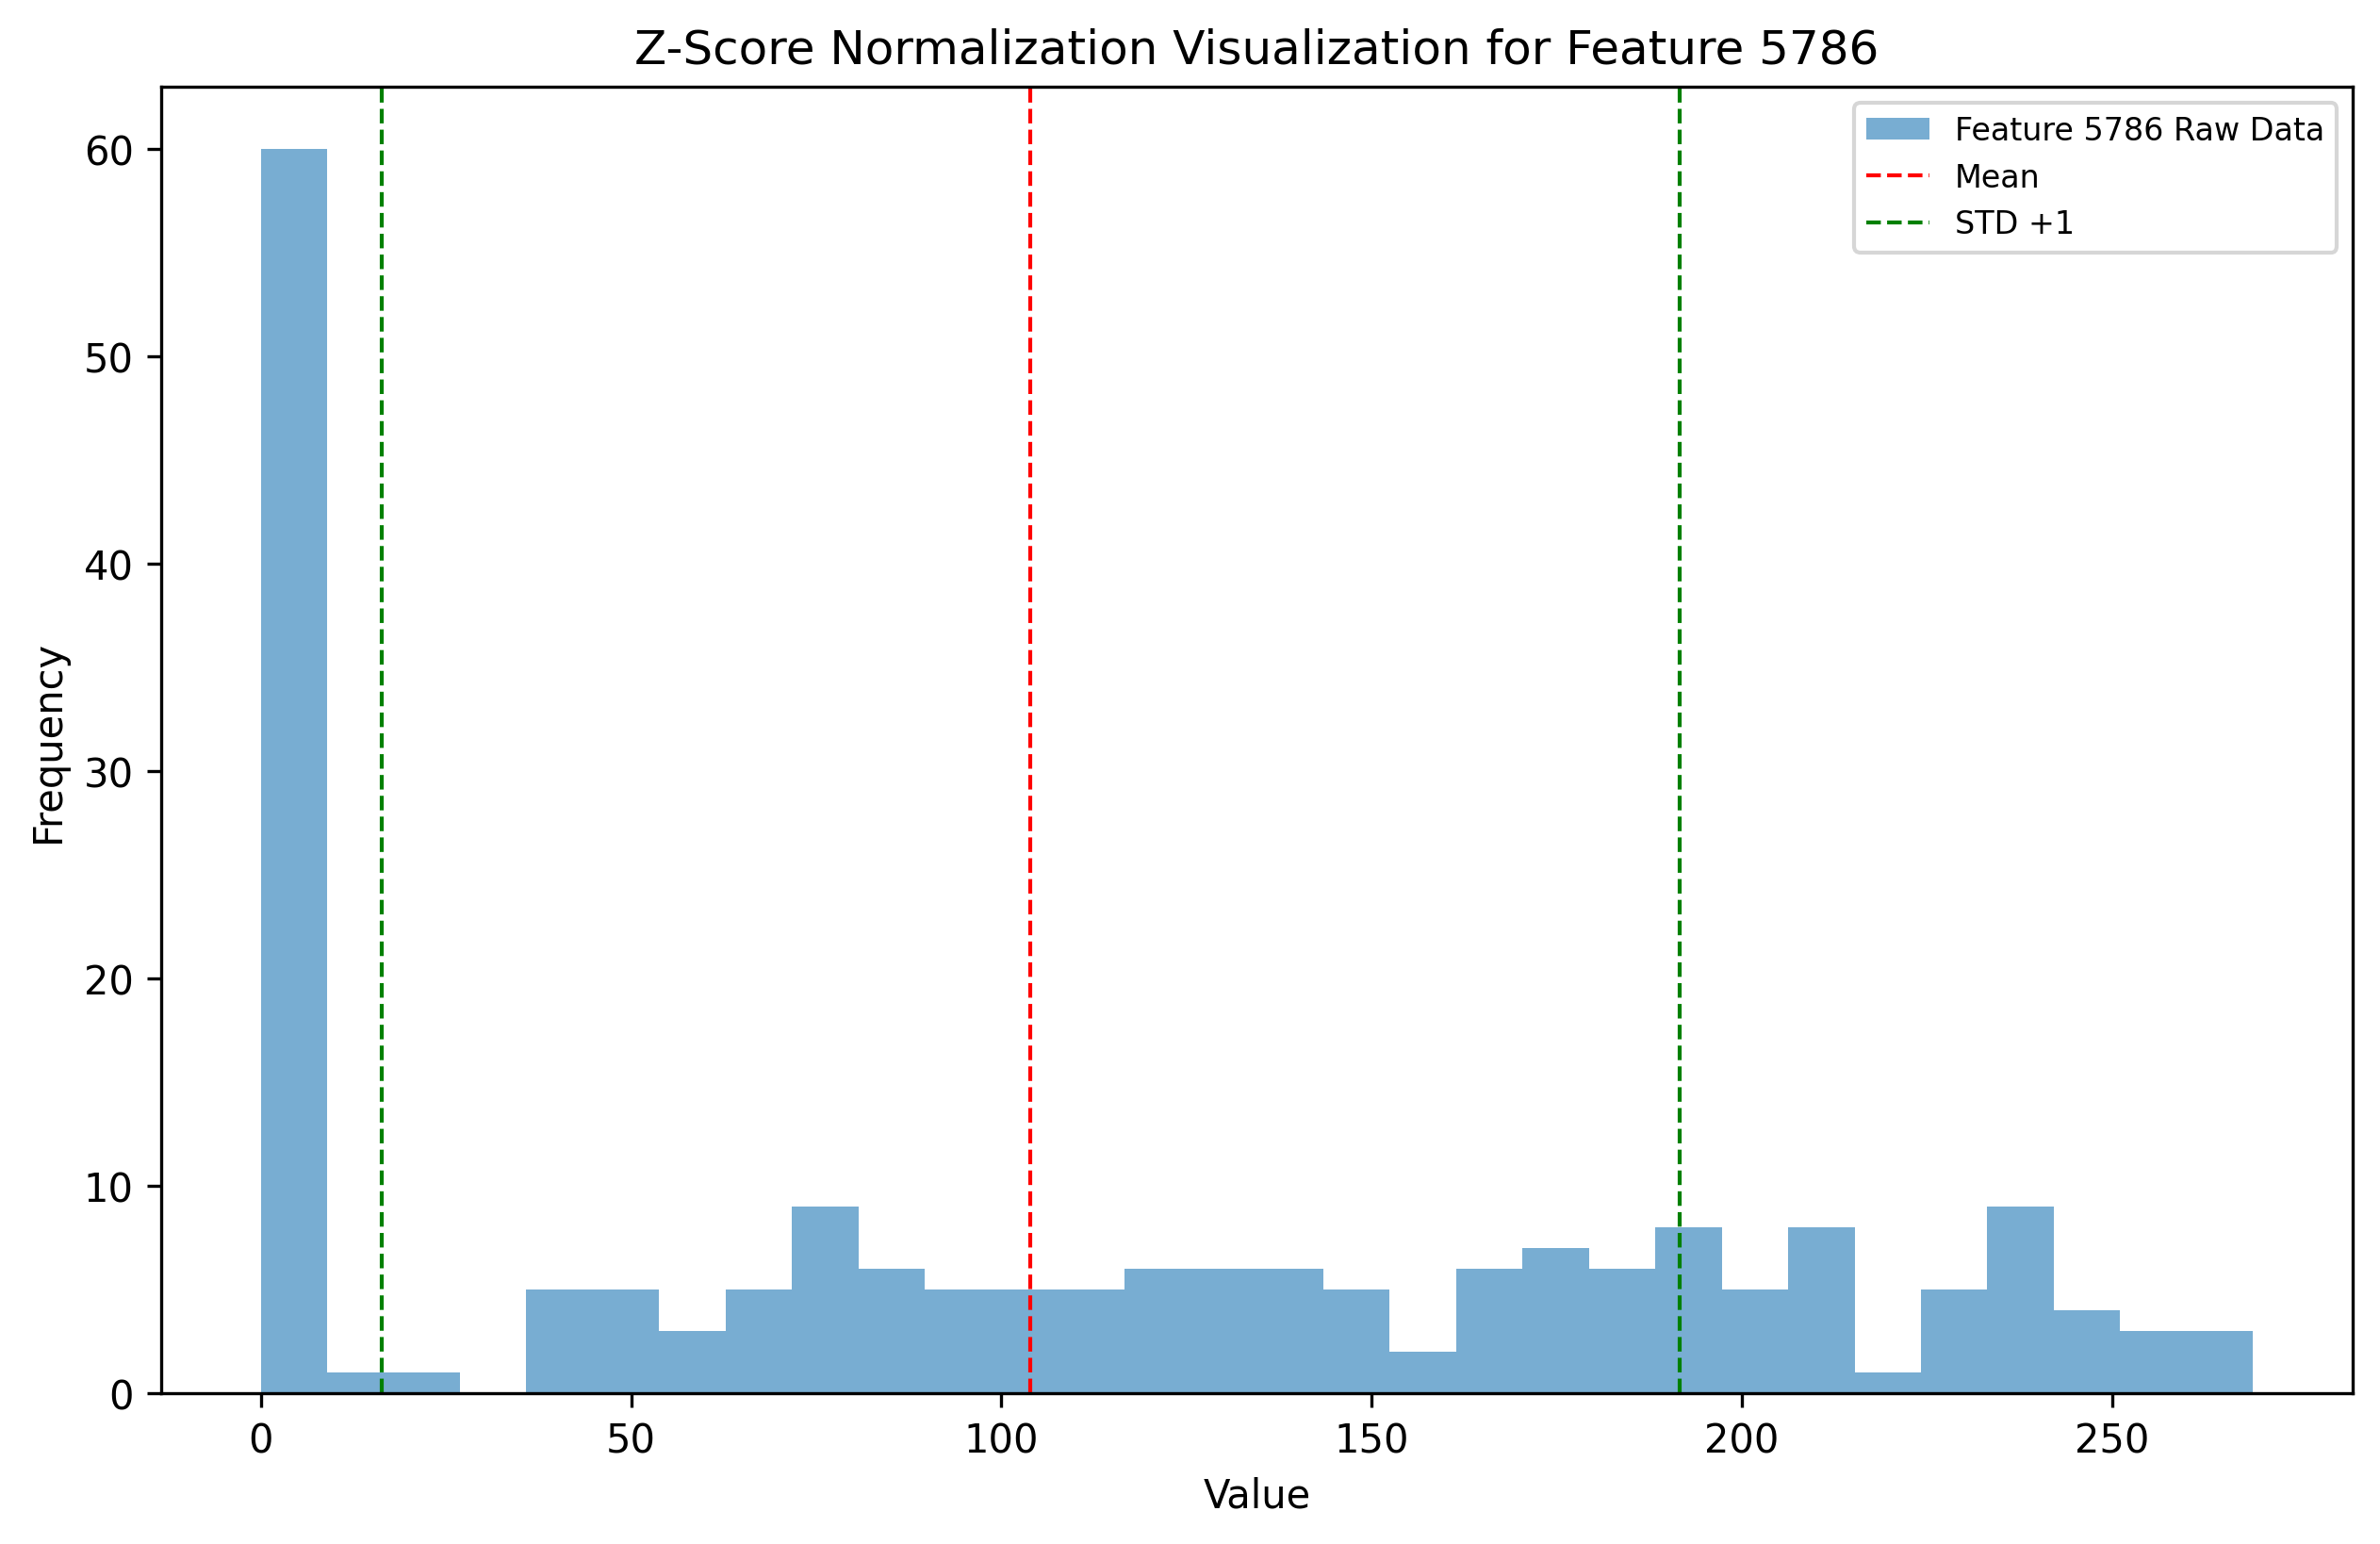 Z-Score Normalization Visualization for Feature 5786
Feature 5786 Raw Data
Mean
STD +1
60
50
40
30
20
10
0
Frequency
0 50 100 150 200 250
Value